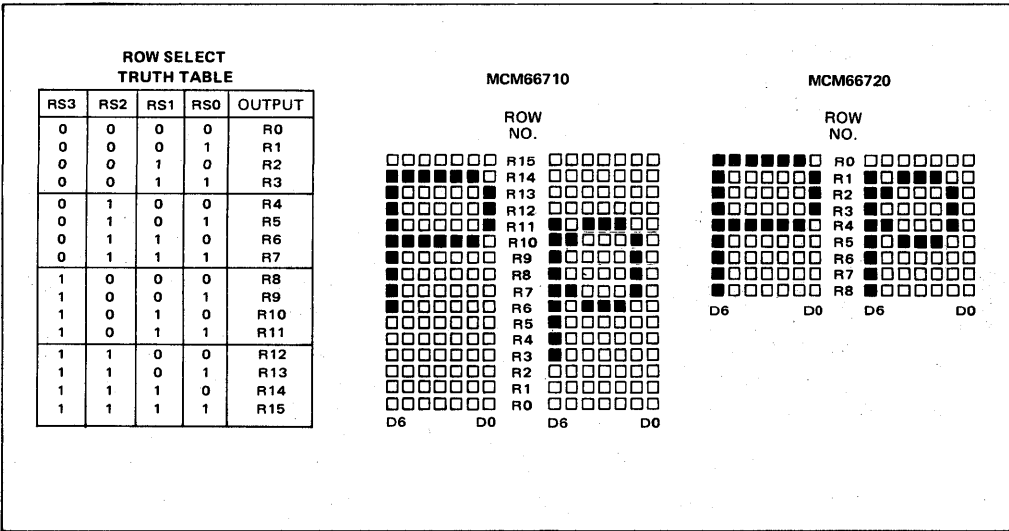 ROW SELECT
TRUTH TABLE
RS3 RS2 RS1 RS0 OUTPUT
0 0 0 0 R0
0 0 0 1 R1
0 0 1 0 R2
0 0 1 1 R3
0 1 0 0 R4
0 1 0 1 R5
0 1 1 0 R6
0 1 1 1 R7
1 0 0 0 R8
1 0 0 1 R9
1 0 1 0 R10
1 0 1 1 R11
1 1 0 0 R12
1 1 0 1 R13
1 1 1 0 R14
1 1 1 1 R15
MCM66710
ROW
NO.
R15
R14
R13
R12
R11
R10
R9
R8
R7
R6
R5
R4
R3
R2
R1
R0
D6 D0 D6 D0
MCM66720
ROW
NO.
R0
R1
R2
R3
R4
R5
R6
R7
R8
D6 D0 D6 D0